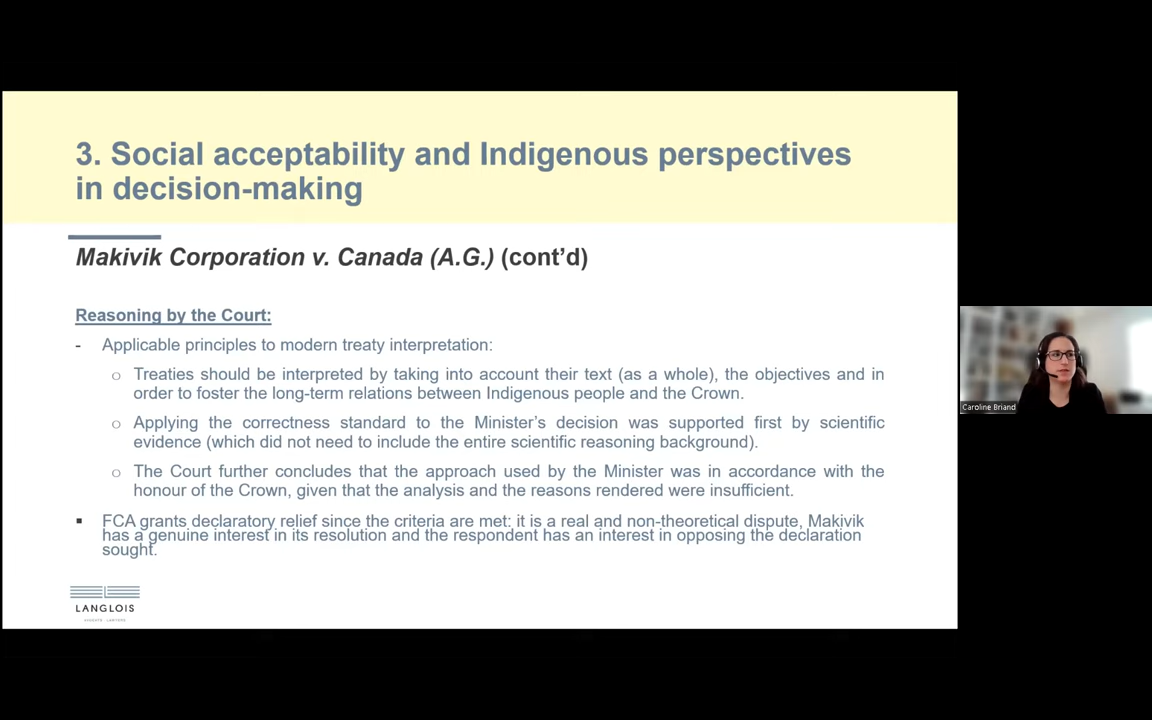 3. Social acceptability and Indigenous perspectives
in decision-making
Makivik Corporation v. Canada (A.G.) (cont’d)
Reasoning by the Court:
- Applicable principles to modern treaty interpretation:
o Treaties should be interpreted by taking into account their text (as a whole), the objectives and in
order to foster the long-term relations between Indigenous people and the Crown.
o Applying the correctness standard to the Minister’s decision was supported first by scientific
evidence (which did not need to include the entire scientific reasoning background).
o The Court further concludes that the approach used by the Minister was in accordance with the
honour of the Crown, given that the analysis and the reasons rendered were insufficient.
▪ FCA grants declaratory relief since the criteria are met: it is a real and non-theoretical dispute, Makivik
has a genuine interest in its resolution and the respondent has an interest in opposing the declaration
sought.
LANGLOIS
Caroline Briand